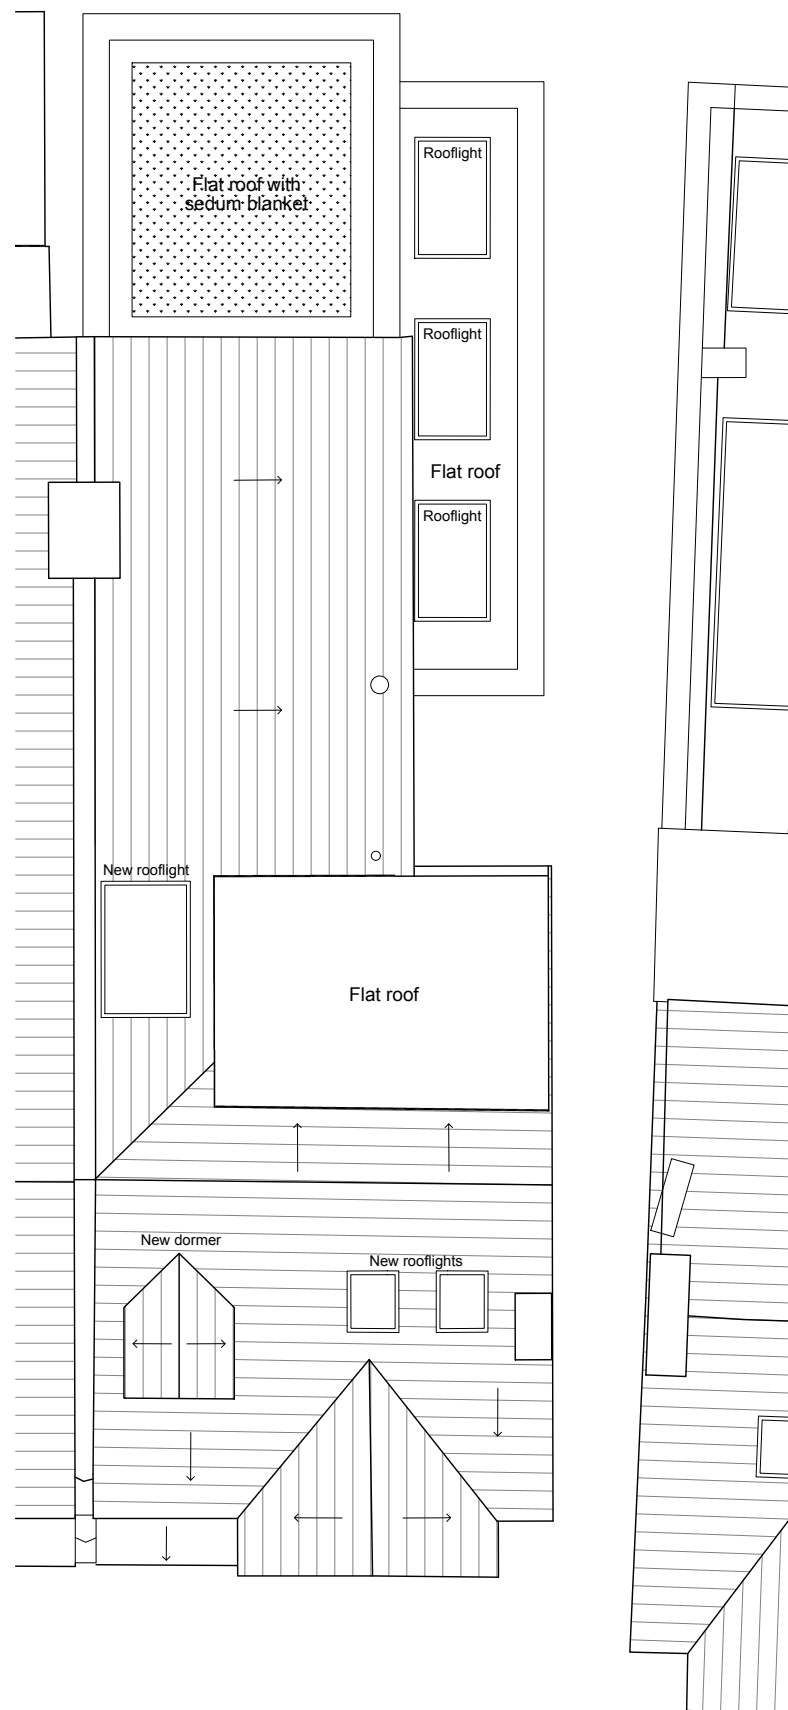 Rooflight
Flat roof with
sedum blanket
Rooflight
Flat roof
Rooflight
New rooflight
Flat roof
New dormer
New rooflights